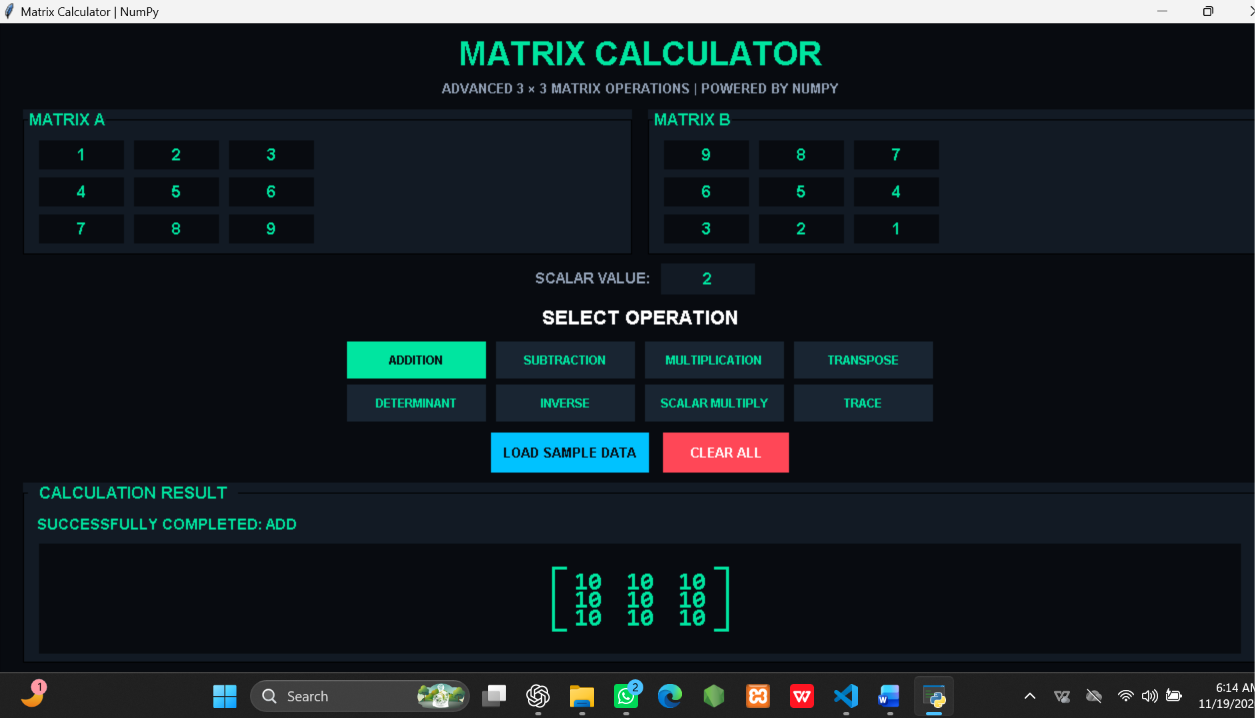 Matrix Calculator | NumPy
MATRIX CALCULATOR
ADVANCED 3 × 3 MATRIX OPERATIONS | POWERED BY NUMPY
MATRIX A
1 2 3
4 5 6
7 8 9
MATRIX B
9 8 7
6 5 4
3 2 1
SCALAR VALUE: 2
SELECT OPERATION
ADDITION SUBTRACTION MULTIPLICATION TRANSPOSE
DETERMINANT INVERSE SCALAR MULTIPLY TRACE
LOAD SAMPLE DATA CLEAR ALL
CALCULATION RESULT
SUCCESSFULLY COMPLETED: ADD
10 10 10
10 10 10
10 10 10
1
Search
2
W
W
6:14 AM
11/19/202